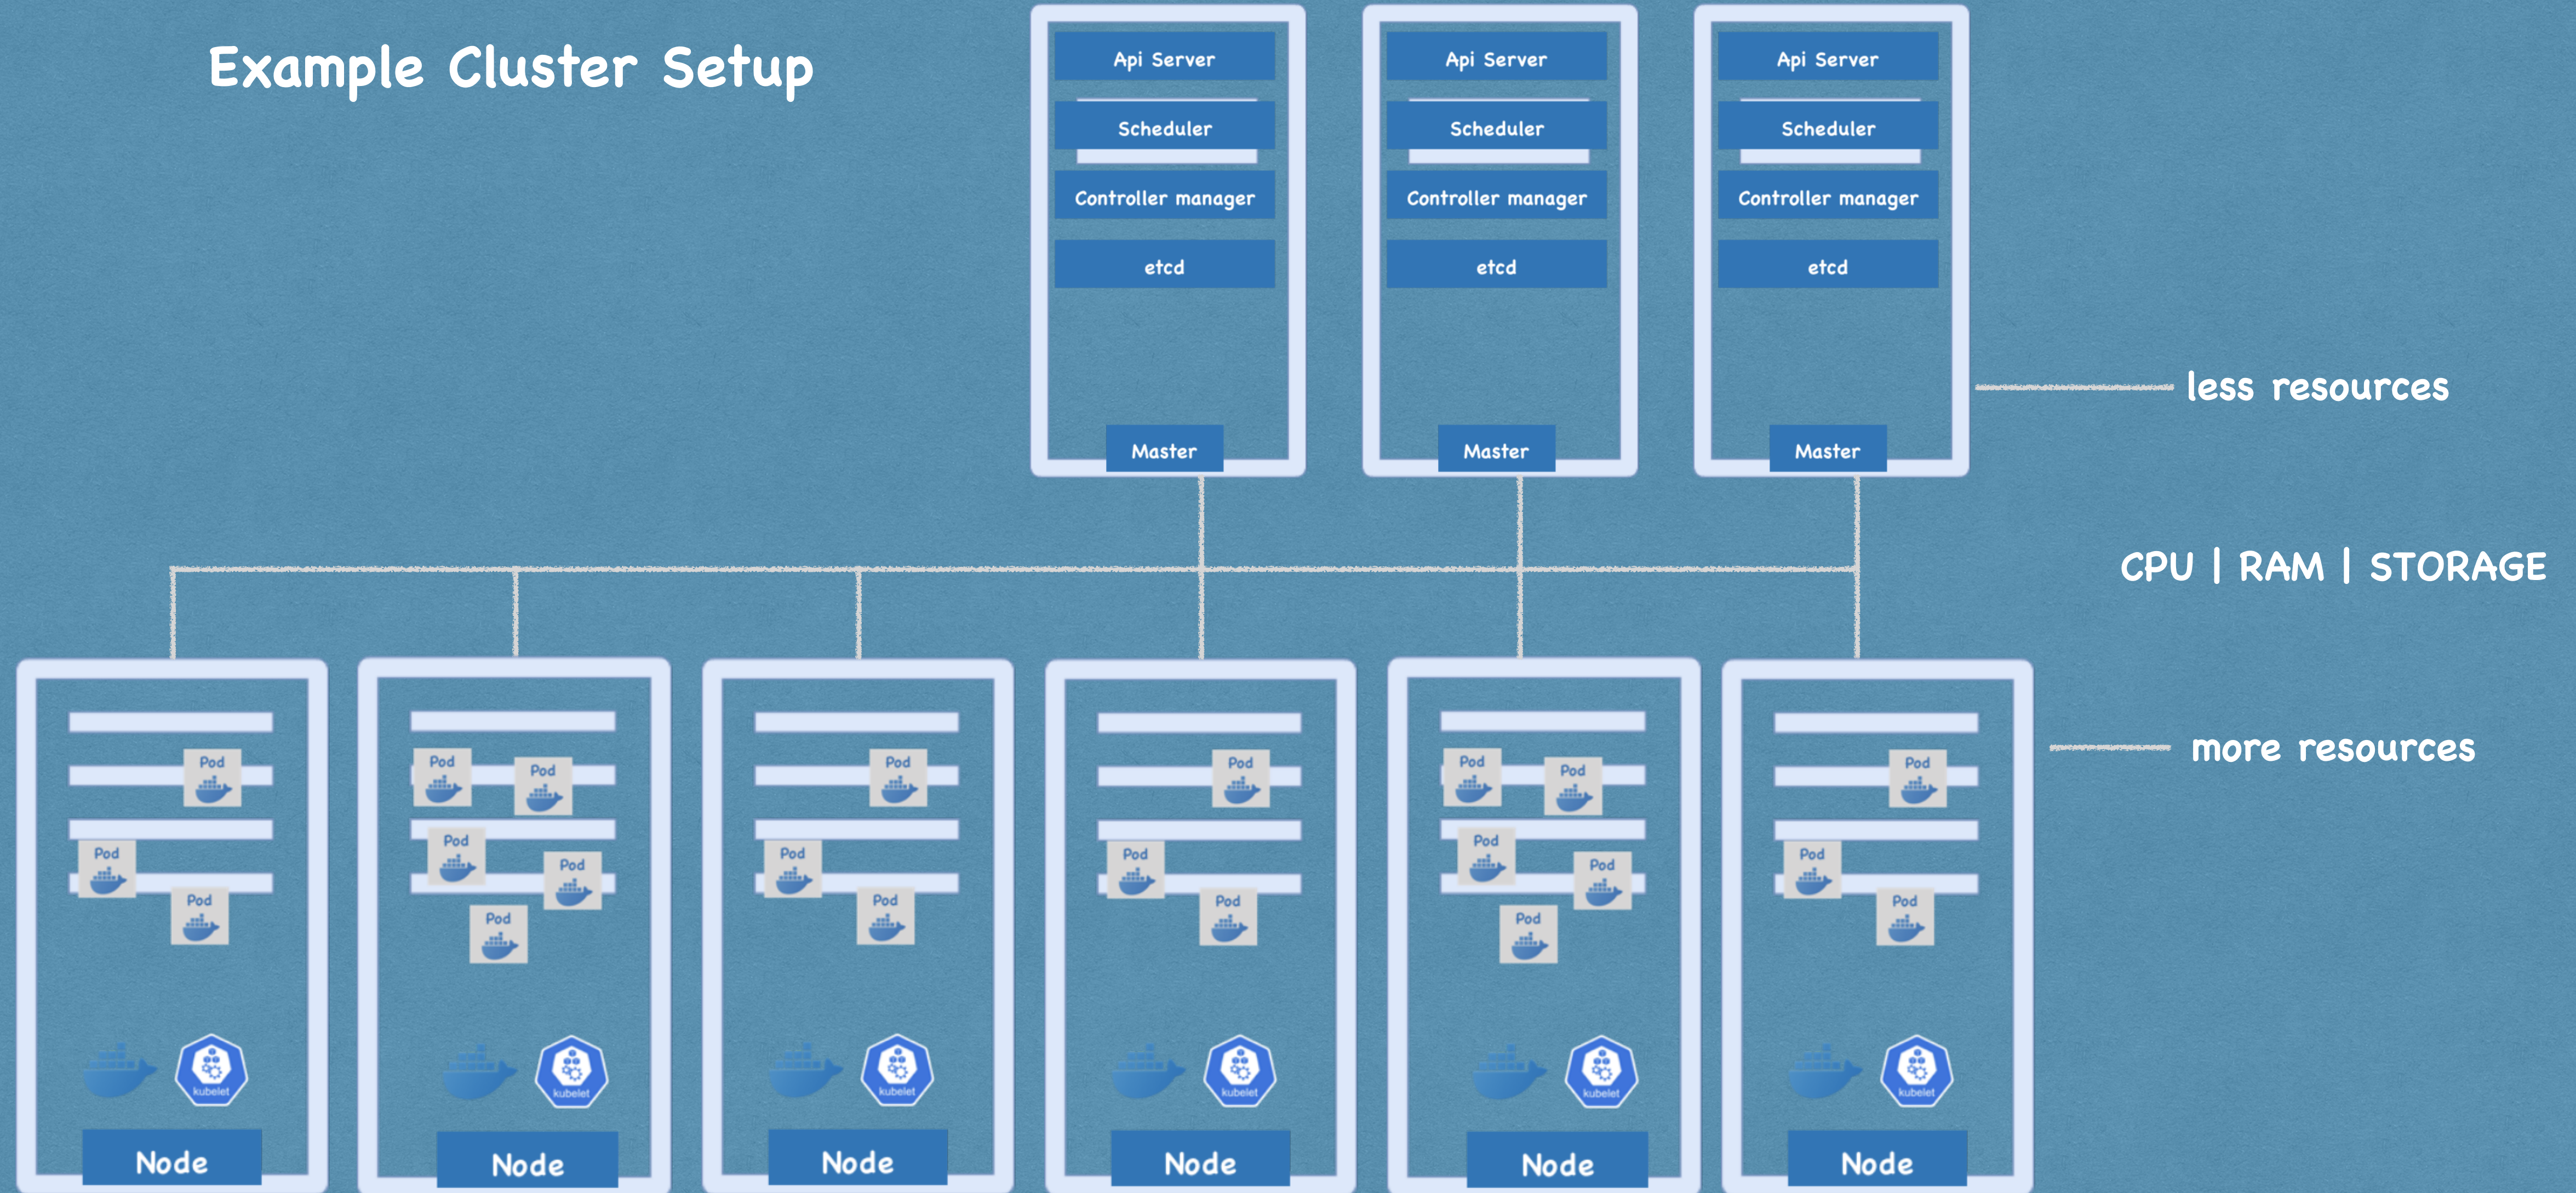 Example Cluster Setup
Api Server
Scheduler
Controller manager
etcd
Master
Api Server
Scheduler
Controller manager
etcd
Master
Api Server
Scheduler
Controller manager
etcd
Master
less resources
CPU | RAM | STORAGE
more resources
Pod
Pod
Pod
kubelet
Node
Pod
Pod
Pod
Pod
Pod
kubelet
Node
Pod
Pod
Pod
kubelet
Node
Pod
Pod
Pod
kubelet
Node
Pod
Pod
Pod
Pod
Pod
kubelet
Node
Pod
Pod
Pod
kubelet
Node